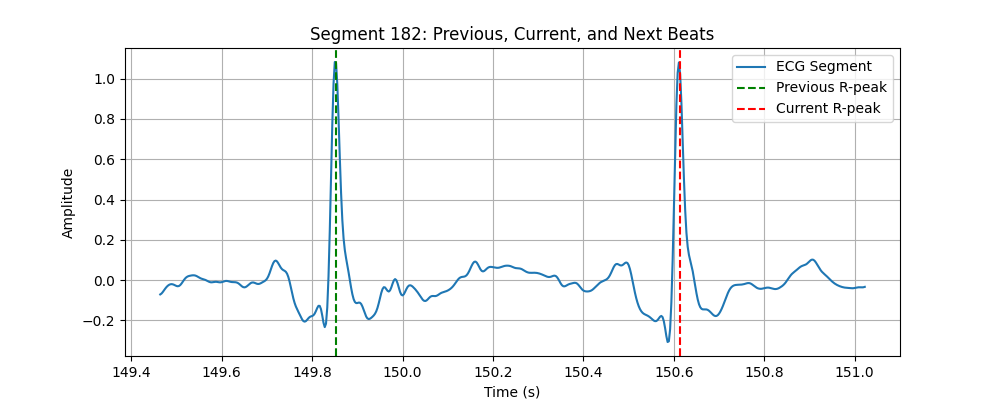 Segment 182: Previous, Current, and Next Beats
ECG Segment
Previous R-peak
Current R-peak
1.0
0.8
0.6
0.4
0.2
0.0
−0.2
Amplitude
149.4 149.6 149.8 150.0 150.2 150.4 150.6 150.8 151.0
Time (s)